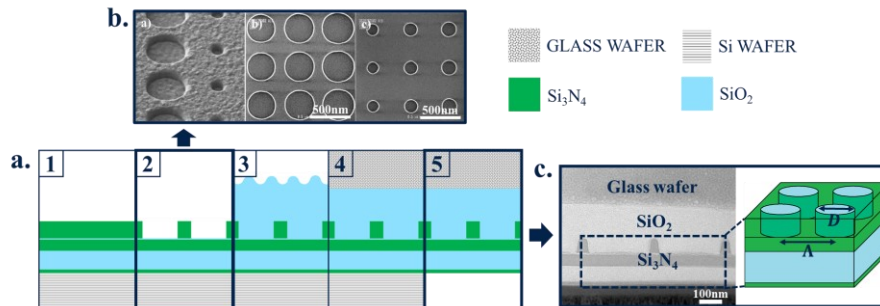 b.
a)
b)
c)
500nm
500nm
GLASS WAFER
Si WAFER
Si₃N₄
SiO₂
a.
1
2
3
4
5
c.
Glass wafer
SiO₂
Si₃N₄
100nm
D
Λ